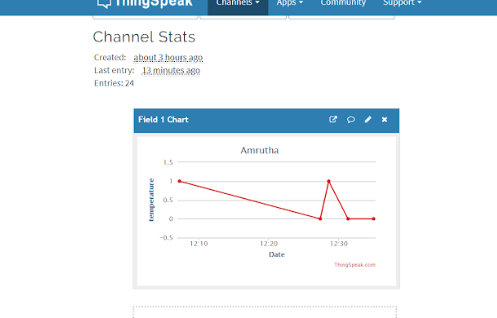 ThingSpeak Channels Apps Community Support
Channel Stats
Created: about 3 hours ago
Last entry: 13 minutes ago
Entries: 24
Field 1 Chart
Amrutha
1.5
1
0.5
0
-0.5
temperature
12:10 12:20 12:30
Date
ThingSpeak.com